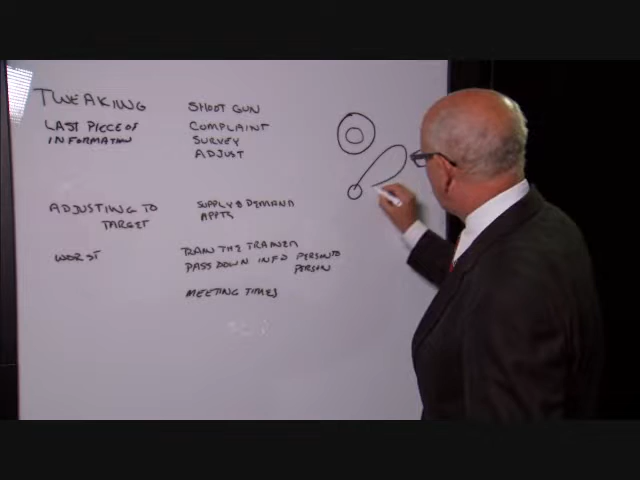 TWEAKING
SHOOT GUN
LAST PIECE OF
INFORMATION
COMPLAINT
SURVEY
ADJUST
ADJUSTING TO
TARGET
SUPPLY & DEMAND
APPTS
WORST
TRAIN THE TRAINER
PASS DOWN INFO PERSON TO
PERSON
MEETING TIMES